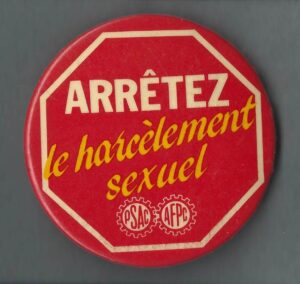 ARRÊTEZ
le harcèlement
sexuel
PSAC AFPC